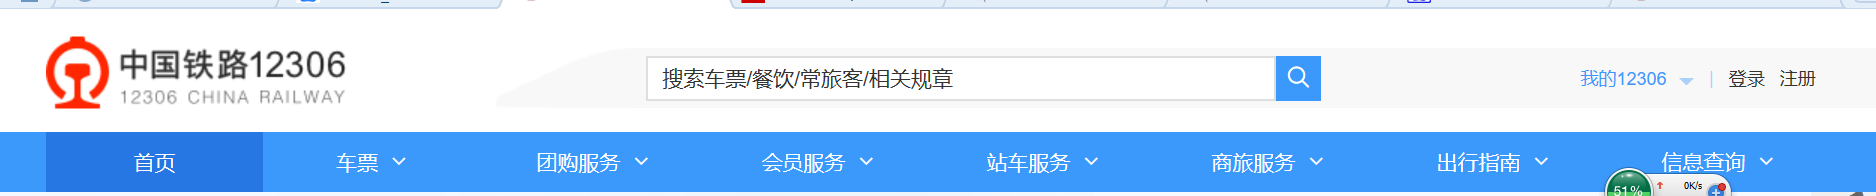 中国铁路12306
12306 CHINA RAILWAY
搜索车票/餐饮/常旅客/相关规章
我的12306 | 登录 注册
首页 车票 团购服务 会员服务 站车服务 商旅服务 出行指南 信息查询
51% 0K/s